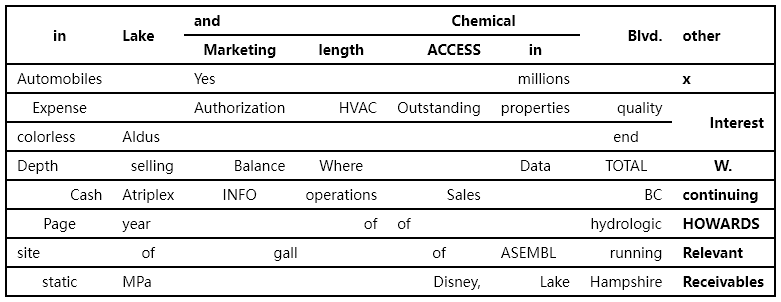 in Lake and Chemical Blvd. other
Marketing length ACCESS in
Automobiles Yes millions x
Expense Authorization HVAC Outstanding properties quality Interest
colorless Aldus end
Depth selling Balance Where Data TOTAL W.
Cash Atriplex INFO operations Sales BC continuing
Page year of of hydrologic HOWARDS
site of gall of ASEMBL running Relevant
static MPa Disney, Lake Hampshire Receivables